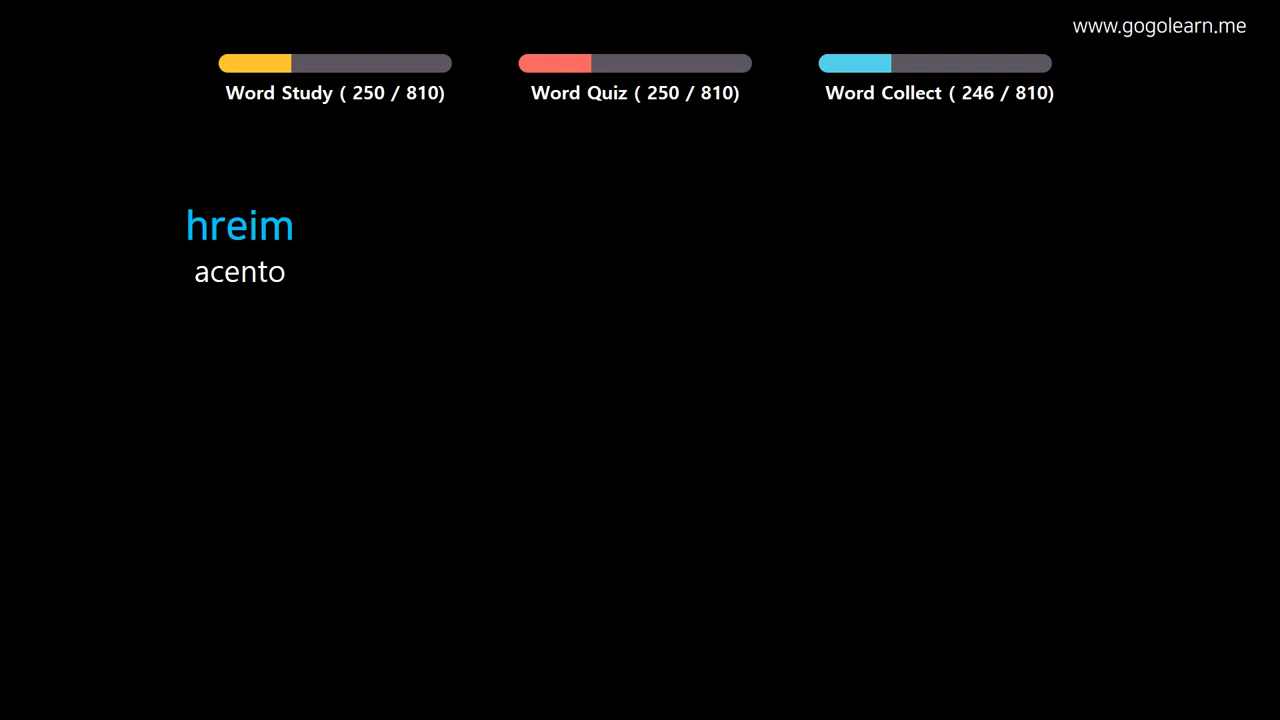 www.gogolearn.me
Word Study ( 250 / 810)
Word Quiz ( 250 / 810)
Word Collect ( 246 / 810)
hreim
acento